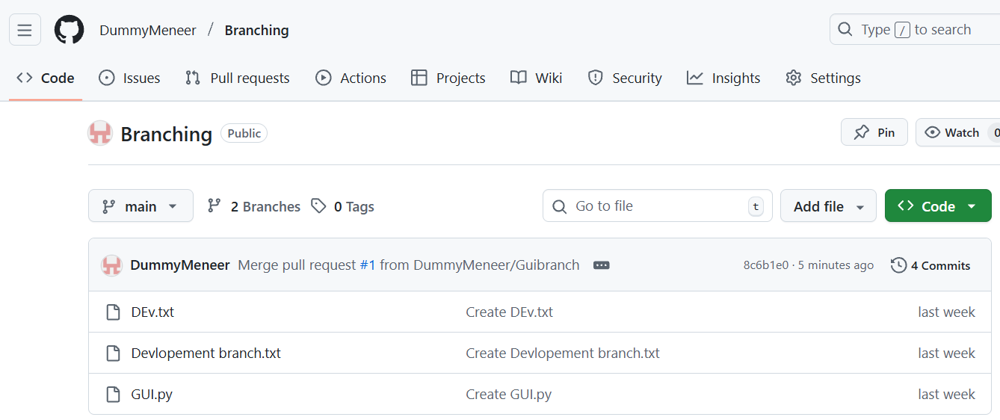 DummyMeneer / Branching Type / to search
Code Issues Pull requests Actions Projects Wiki Security Insights Settings
Branching Public Pin Watch 0
main 2 Branches 0 Tags Go to file t Add file Code
DummyMeneer Merge pull request #1 from DummyMeneer/Guibranch 8c6b1e0 · 5 minutes ago 4 Commits
DEv.txt Create DEv.txt last week
Devlopement branch.txt Create Devlopement branch.txt last week
GUI.py Create GUI.py last week